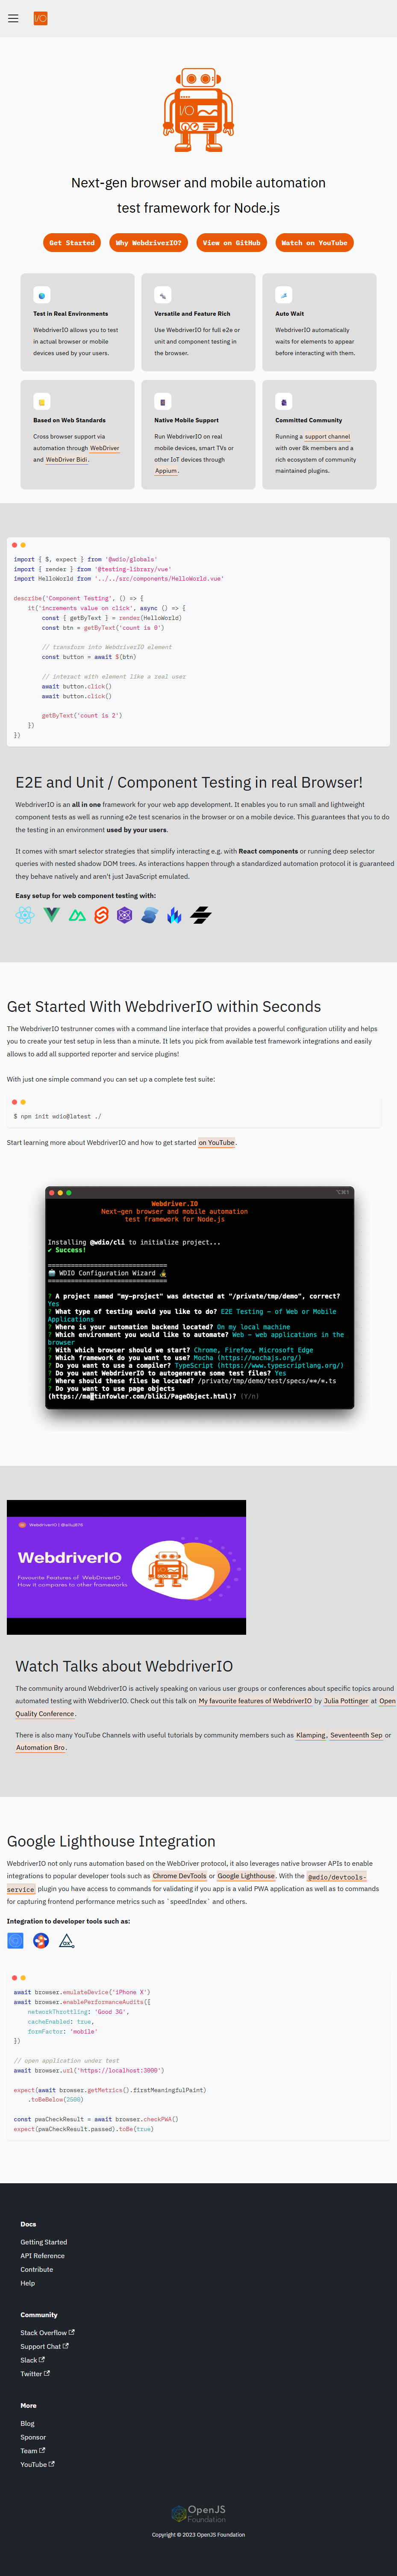 I/O
I/O
Next-gen browser and mobile automation
test framework for Node.js
Get Started
Why WebdriverIO?
View on GitHub
Watch on YouTube
Test in Real Environments
WebdriverIO allows you to test
in actual browser or mobile
devices used by your users.
Versatile and Feature Rich
Use WebdriverIO for full e2e or
unit and component testing in
the browser.
Auto Wait
WebdriverIO automatically
waits for elements to appear
before interacting with them.
Based on Web Standards
Cross browser support via
automation through WebDriver
and WebDriver Bidi.
Native Mobile Support
Run WebdriverIO on real
mobile devices, smart TVs or
other IoT devices through
Appium.
Committed Community
Running a support channel
with over 8k members and a
rich ecosystem of community
maintained plugins.
import { $, expect } from '@wdio/globals'
import { render } from '@testing-library/vue'
import HelloWorld from '../../src/components/HelloWorld.vue'
describe('Component Testing', () => {
it('increments value on click', async () => {
const { getByText } = render(HelloWorld)
const btn = getByText('count is 0')
// transform into WebdriverIO element
const button = await $(btn)
// interact with element like a real user
await button.click()
await button.click()
getByText('count is 2')
})
})
E2E and Unit / Component Testing in real Browser!
WebdriverIO is an all in one framework for your web app development. It enables you to run small and lightweight
component tests as well as running e2e test scenarios in the browser or on a mobile device. This guarantees that you to do
the testing in an environment used by your users.
It comes with smart selector strategies that simplify interacting e.g. with React components or running deep selector
queries with nested shadow DOM trees. As interactions happen through a standardized automation protocol it is guaranteed
they behave natively and aren't just JavaScript emulated.
Easy setup for web component testing with:
Get Started With WebdriverIO within Seconds
The WebdriverIO testrunner comes with a command line interface that provides a powerful configuration utility and helps
you to create your test setup in less than a minute. It lets you pick from available test framework integrations and easily
allows to add all supported reporter and service plugins!
With just one simple command you can set up a complete test suite:
$ npm init wdio@latest ./
Start learning more about WebdriverIO and how to get started on YouTube.
Webdriver.IO
Next-gen browser and mobile automation
test framework for Node.js
Installing @wdio/cli to initialize project...
✔ Success!
===============================
🤖 WDIO Configuration Wizard 🧙
===============================
? A project named "my-project" was detected at "/private/tmp/demo", correct?
Yes
? What type of testing would you like to do? E2E Testing - of Web or Mobile
Applications
? Where is your automation backend located? On my local machine
? Which environment you would like to automate? Web - web applications in the
browser
? With which browser should we start? Chrome, Firefox, Microsoft Edge
? Which framework do you want to use? Mocha (https://mochajs.org/)
? Do you want to use a compiler? TypeScript (https://www.typescriptlang.org/)
? Do you want WebdriverIO to autogenerate some test files? Yes
? Where should these files be located? /private/tmp/demo/test/specs/**/*.ts
? Do you want to use page objects
(https://martinfowler.com/bliki/PageObject.html)? (Y/n)
WebdriverIO
Favourite Features of WebdriverIO
How it compares to other frameworks
Watch Talks about WebdriverIO
The community around WebdriverIO is actively speaking on various user groups or conferences about specific topics around
automated testing with WebdriverIO. Check out this talk on My favourite features of WebdriverIO by Julia Pottinger at Open
Quality Conference.
There is also many YouTube Channels with useful tutorials by community members such as Klamping, Seventeenth Sep or
Automation Bro.
Google Lighthouse Integration
WebdriverIO not only runs automation based on the WebDriver protocol, it also leverages native browser APIs to enable
integrations to popular developer tools such as Chrome DevTools or Google Lighthouse. With the @wdio/devtools-
service plugin you have access to commands for validating if you app is a valid PWA application as well as to commands
for capturing frontend performance metrics such as `speedIndex` and others.
Integration to developer tools such as:
await browser.emulateDevice('iPhone X')
await browser.enablePerformanceAudits({
networkThrottling: 'Good 3G',
cacheEnabled: true,
formFactor: 'mobile'
})
// open application under test
await browser.url('https://localhost:3000')
expect(await browser.getMetrics().firstMeaningfulPaint)
.toBeBelow(2500)
const pwaCheckResult = await browser.checkPWA()
expect(pwaCheckResult.passed).toBe(true)
Docs
Getting Started
API Reference
Contribute
Help
Community
Stack Overflow
Support Chat
Slack
Twitter
More
Blog
Sponsor
Team
YouTube
OpenJS
Foundation
Copyright © 2023 OpenJS Foundation